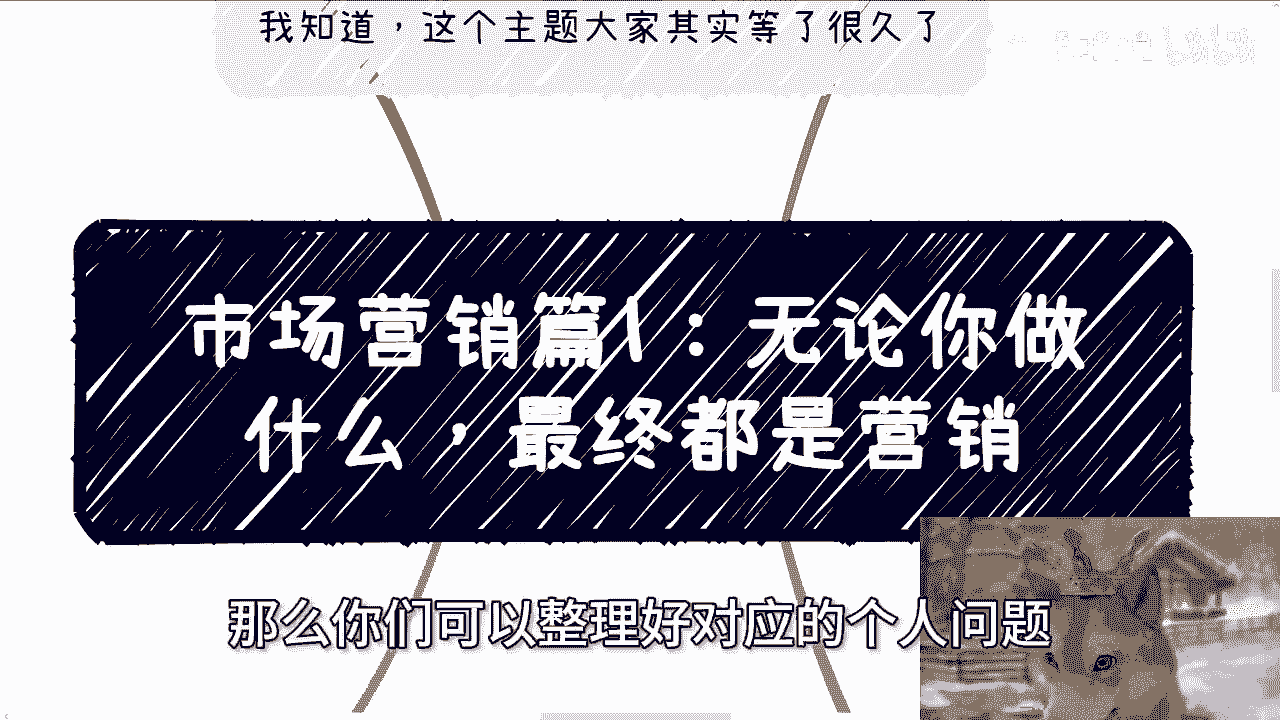 我知道，这个主题大家其实等了很久了
市场营销篇1：无论你做
什么，最终都是营销
那么你们可以整理好对应的个人问题